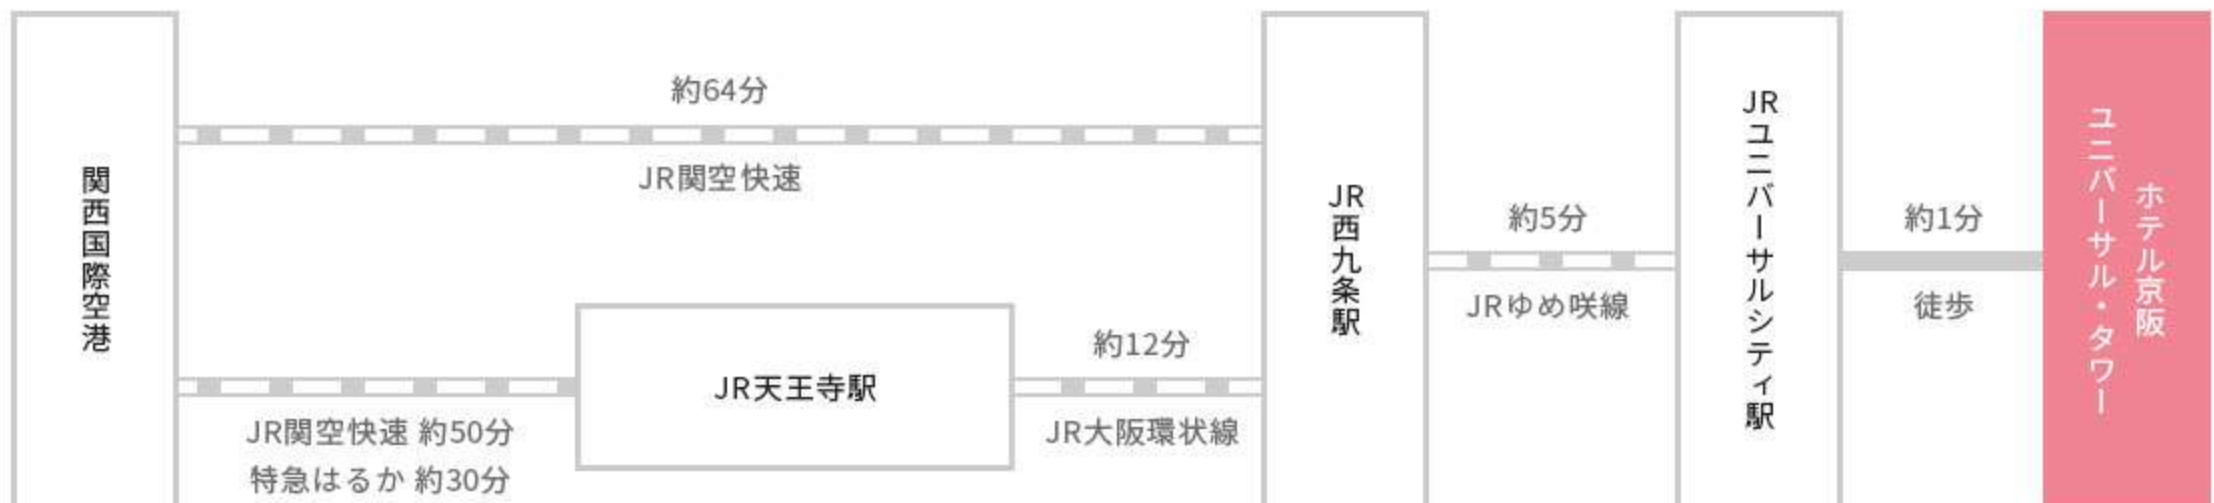 関西国際空港
約64分
JR関空快速
JR関空快速 約50分
特急はるか 約30分
JR天王寺駅
約12分
JR大阪環状線
JR西九条駅
約5分
JRゆめ咲線
JRユニバーサルシティ駅
約1分
徒歩
ホテル京阪
ユニバーサル・タワー